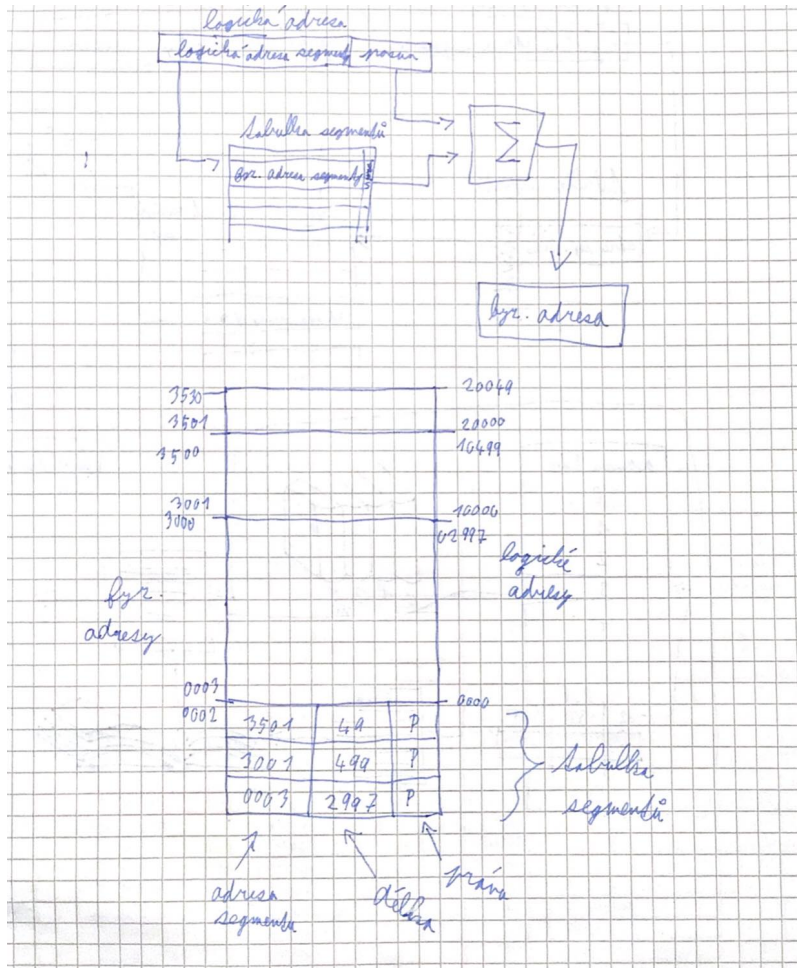 logická adresa
logická adresa segmentu posun
tabulka segmentů
fyz. adresa segmentu
Σ
fyz. adresa
3530 20049
3501 20000
3500 10499
3001 10000
3000 02997
logické
adresy
fyz.
adresy
0003
0002 0000
3501 49 P
3001 499 P
0003 2997 P
tabulka
segmentů
adresa
segmentu
délka
práva